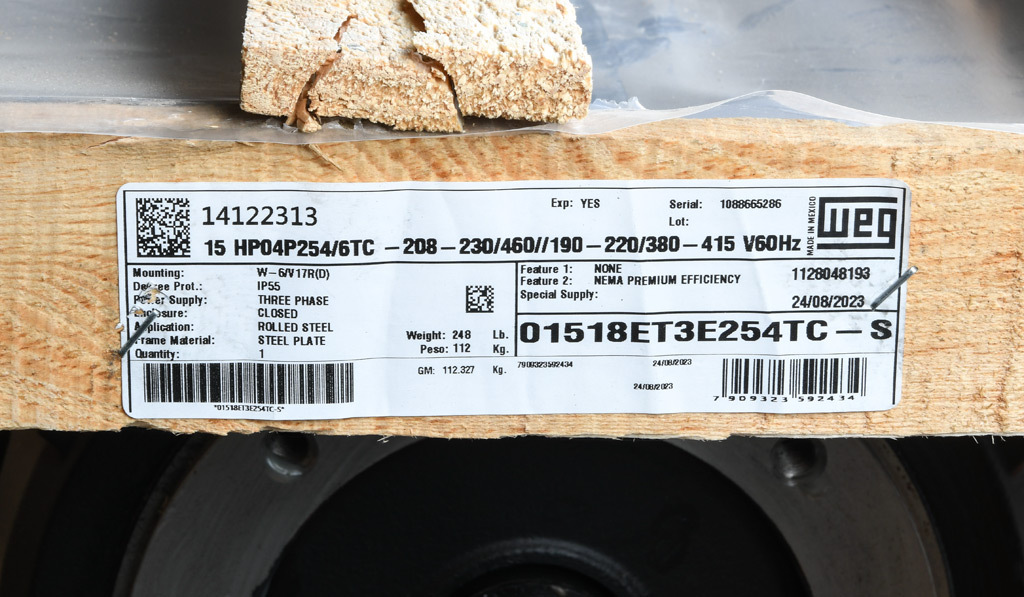 14122313
Exp: YES
Serial: 1088665286
Lot:
MADE IN MEXICO
WEG
15 HP04P254/6TC - 208 - 230/460//190 - 220/380 - 415 V60Hz
Mounting: W-6/V17R(D)
Degree Prot.: IP55
Power Supply: THREE PHASE
Enclosure: CLOSED
Application: ROLLED STEEL
Frame Material: STEEL PLATE
Quantity: 1
Weight: 248 Lb.
Peso: 112 Kg.
Feature 1: NONE
Feature 2: NEMA PREMIUM EFFICIENCY
Special Supply:
1128048193
24/08/2023
01518ET3E254TC - S
GM: 112.327 Kg.
7909323592434
24/08/2023
24/08/2023
*01518ET3E254TC-S*
7 909323 592434